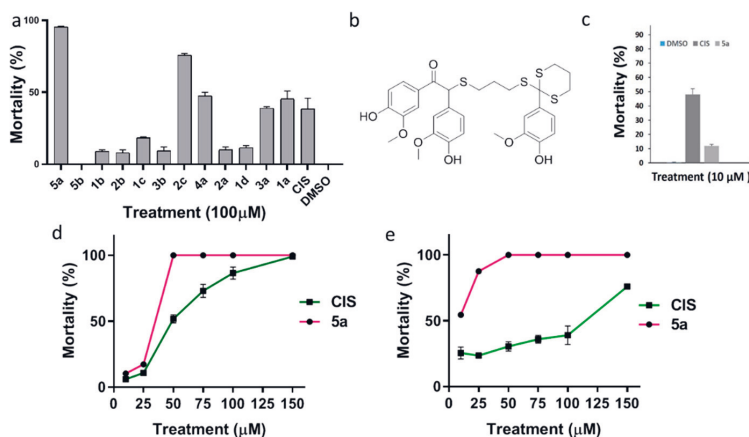 a
Mortality (%)
100
50
0
5a 5b 1b 2b 1c 3b 2c 4a 2a 1d 3a 1a CIS DMSO
Treatment (100µM)
b
O
S
S
S
S
HO
O
O
OH
O
OH
c
DMSO CIS 5a
Mortality (%)
90
80
70
60
50
40
30
20
10
0
Treatment (10 µM )
d
Mortality (%)
100
50
0
0 25 50 75 100 125 150
Treatment (µM)
CIS
5a
e
Mortality (%)
100
50
0
0 25 50 75 100 125 150
Treatment (µM)
CIS
5a